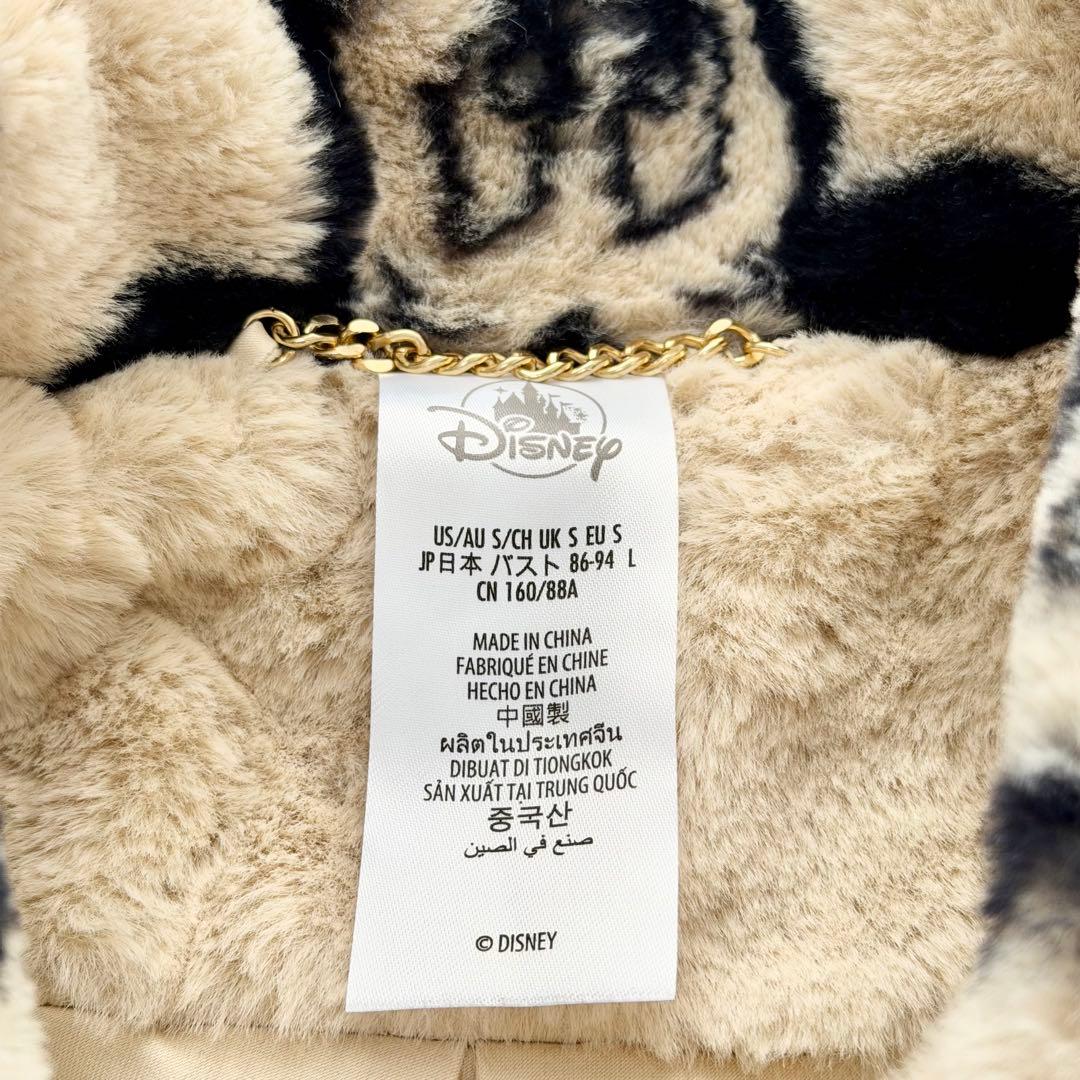 DISNEY
US/AU S/CH UK S EU S
JP日本 バスト 86-94 L
CN 160/88A
MADE IN CHINA
FABRIQUÉ EN CHINE
HECHO EN CHINA
中國製
ผลิตในประเทศจีน
DIBUAT DI TIONGKOK
SẢN XUẤT TẠI TRUNG QUỐC
중국산
صنع في الصين
© DISNEY